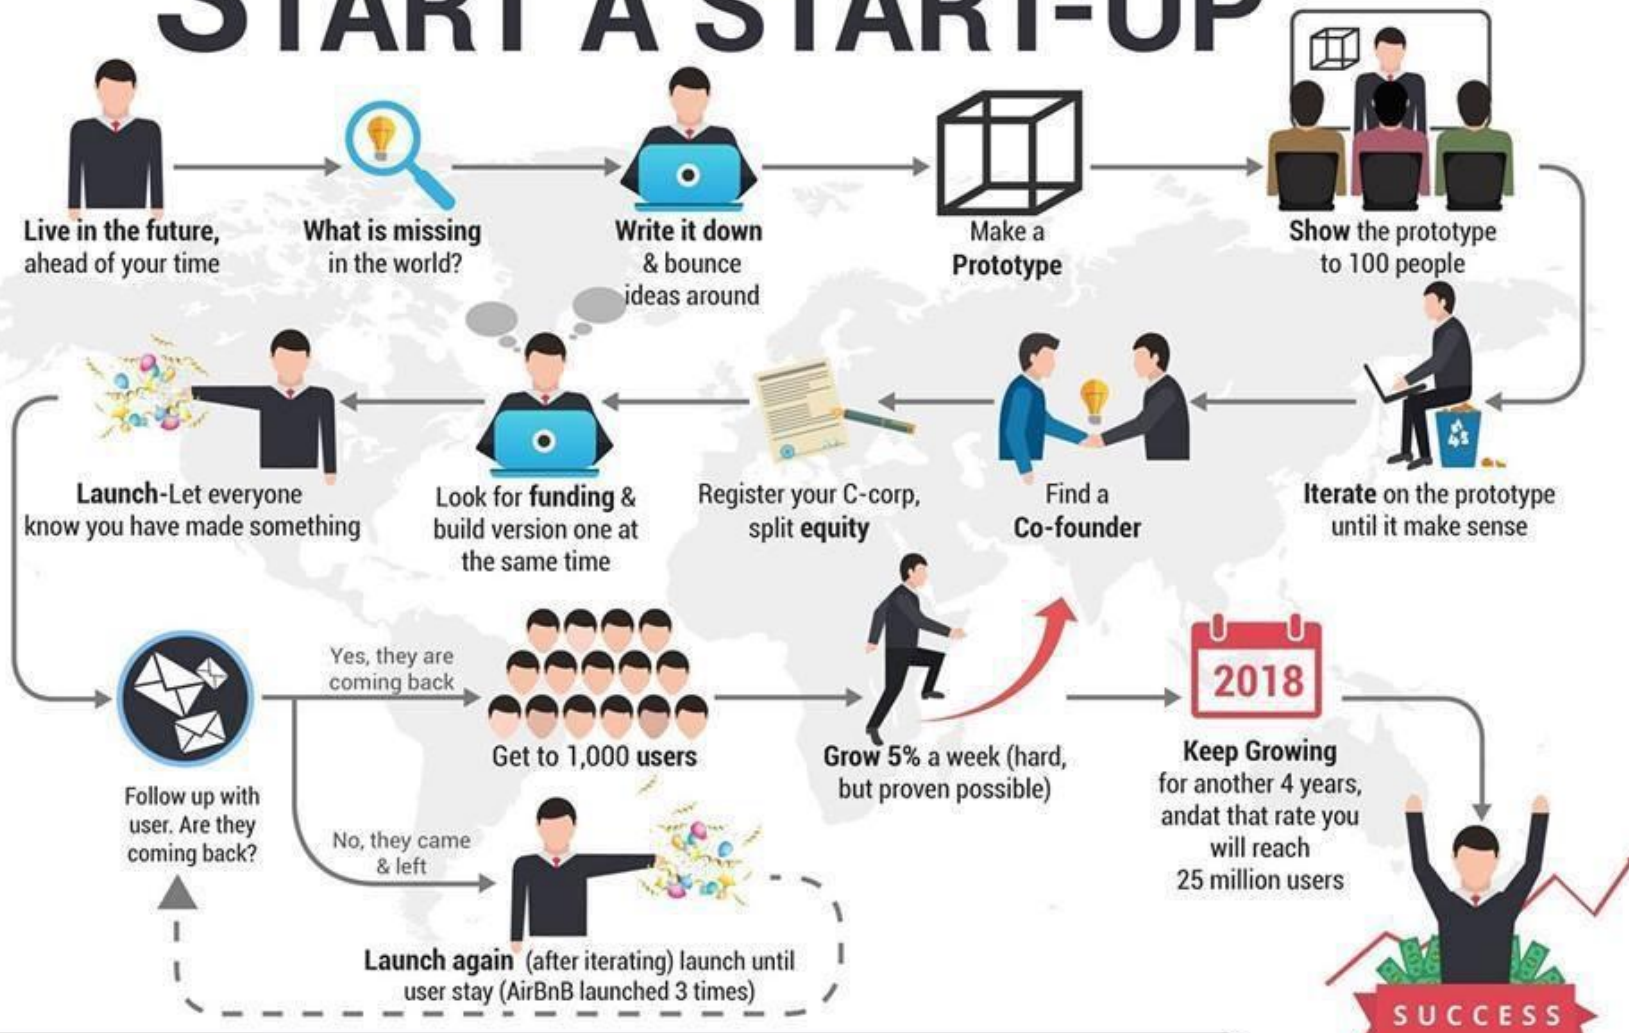 START A START-UP
Live in the future,
ahead of your time
What is missing
in the world?
Write it down
& bounce
ideas around
Make a
Prototype
Show the prototype
to 100 people
Launch-Let everyone
know you have made something
Look for funding &
build version one at
the same time
Register your C-corp,
split equity
Find a
Co-founder
Iterate on the prototype
until it make sense
Follow up with
user. Are they
coming back?
Yes, they are
coming back
Get to 1,000 users
No, they came
& left
Launch again (after iterating) launch until
user stay (AirBnB launched 3 times)
Grow 5% a week (hard,
but proven possible)
2018
Keep Growing
for another 4 years,
andat that rate you
will reach
25 million users
SUCCESS